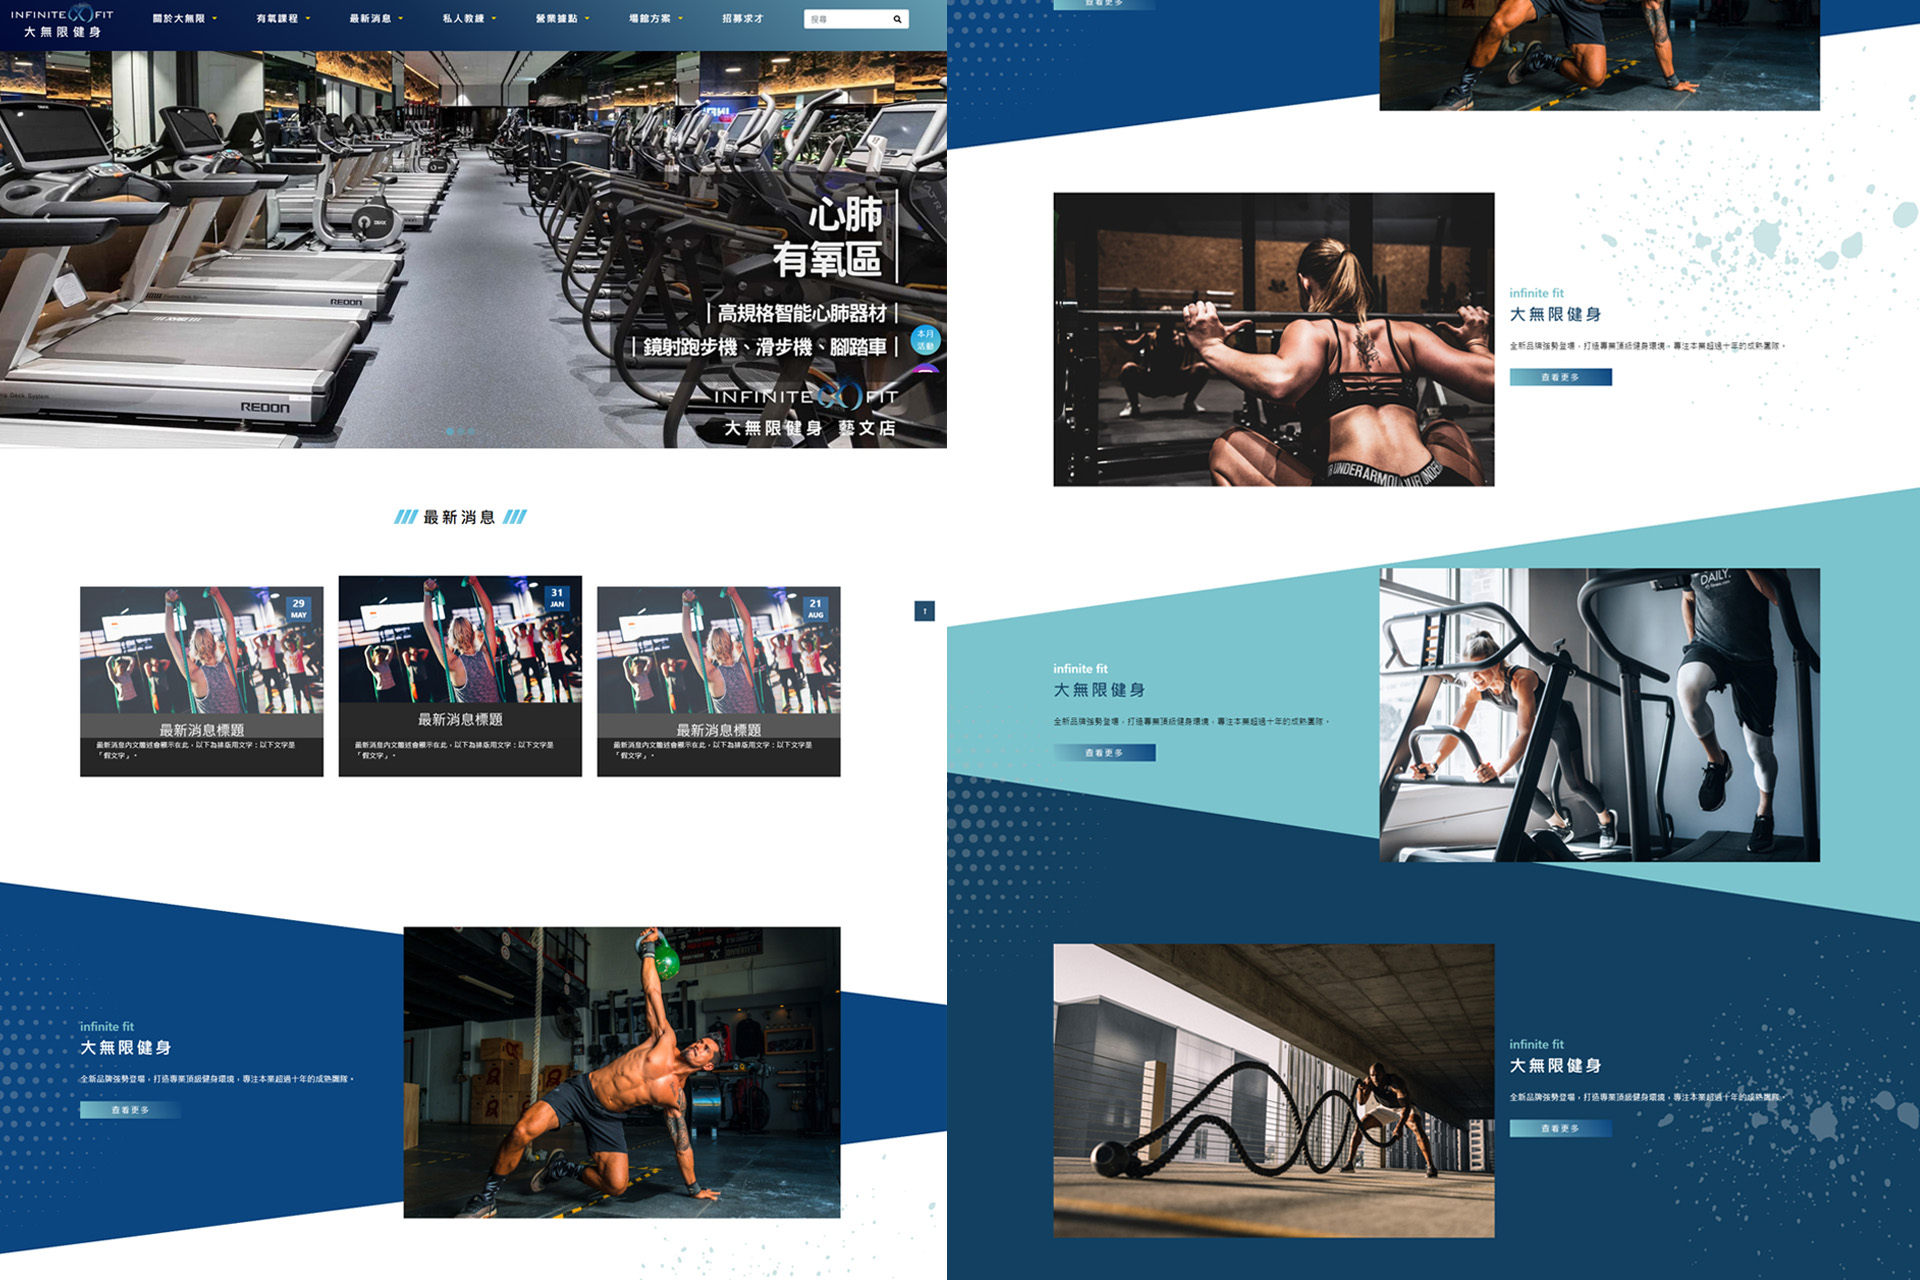 INFINITE FIT
大無限健身
關於大無限
有氧課程
最新消息
私人教練
營業據點
場館方案
招募求才
搜尋
心肺
有氧區
高規格智能心肺器材
鏡射跑步機、滑步機、腳踏車
INFINITE FIT
大無限健身 藝文店
本月
活動
REDON
REDON
最新消息
29
MAY
最新消息標題
最新消息內文簡述會顯示在此，以下為排版用文字：以下文字是
「假文字」。
31
JAN
最新消息標題
最新消息內文簡述會顯示在此，以下為排版用文字：以下文字是
「假文字」。
21
AUG
最新消息標題
最新消息內文簡述會顯示在此，以下為排版用文字：以下文字是
「假文字」。
infinite fit
大無限健身
全新品牌強勢登場，打造專業頂級健身環境，專注本業超過十年的成熟團隊。
查看更多
查看更多
infinite fit
大無限健身
全新品牌強勢登場，打造專業頂級健身環境，專注本業超過十年的成熟團隊。
查看更多
UNDER ARMOUR
infinite fit
大無限健身
全新品牌強勢登場，打造專業頂級健身環境，專注本業超過十年的成熟團隊。
查看更多
DAILY.
infinite fit
大無限健身
全新品牌強勢登場，打造專業頂級健身環境，專注本業超過十年的成熟團隊。
查看更多